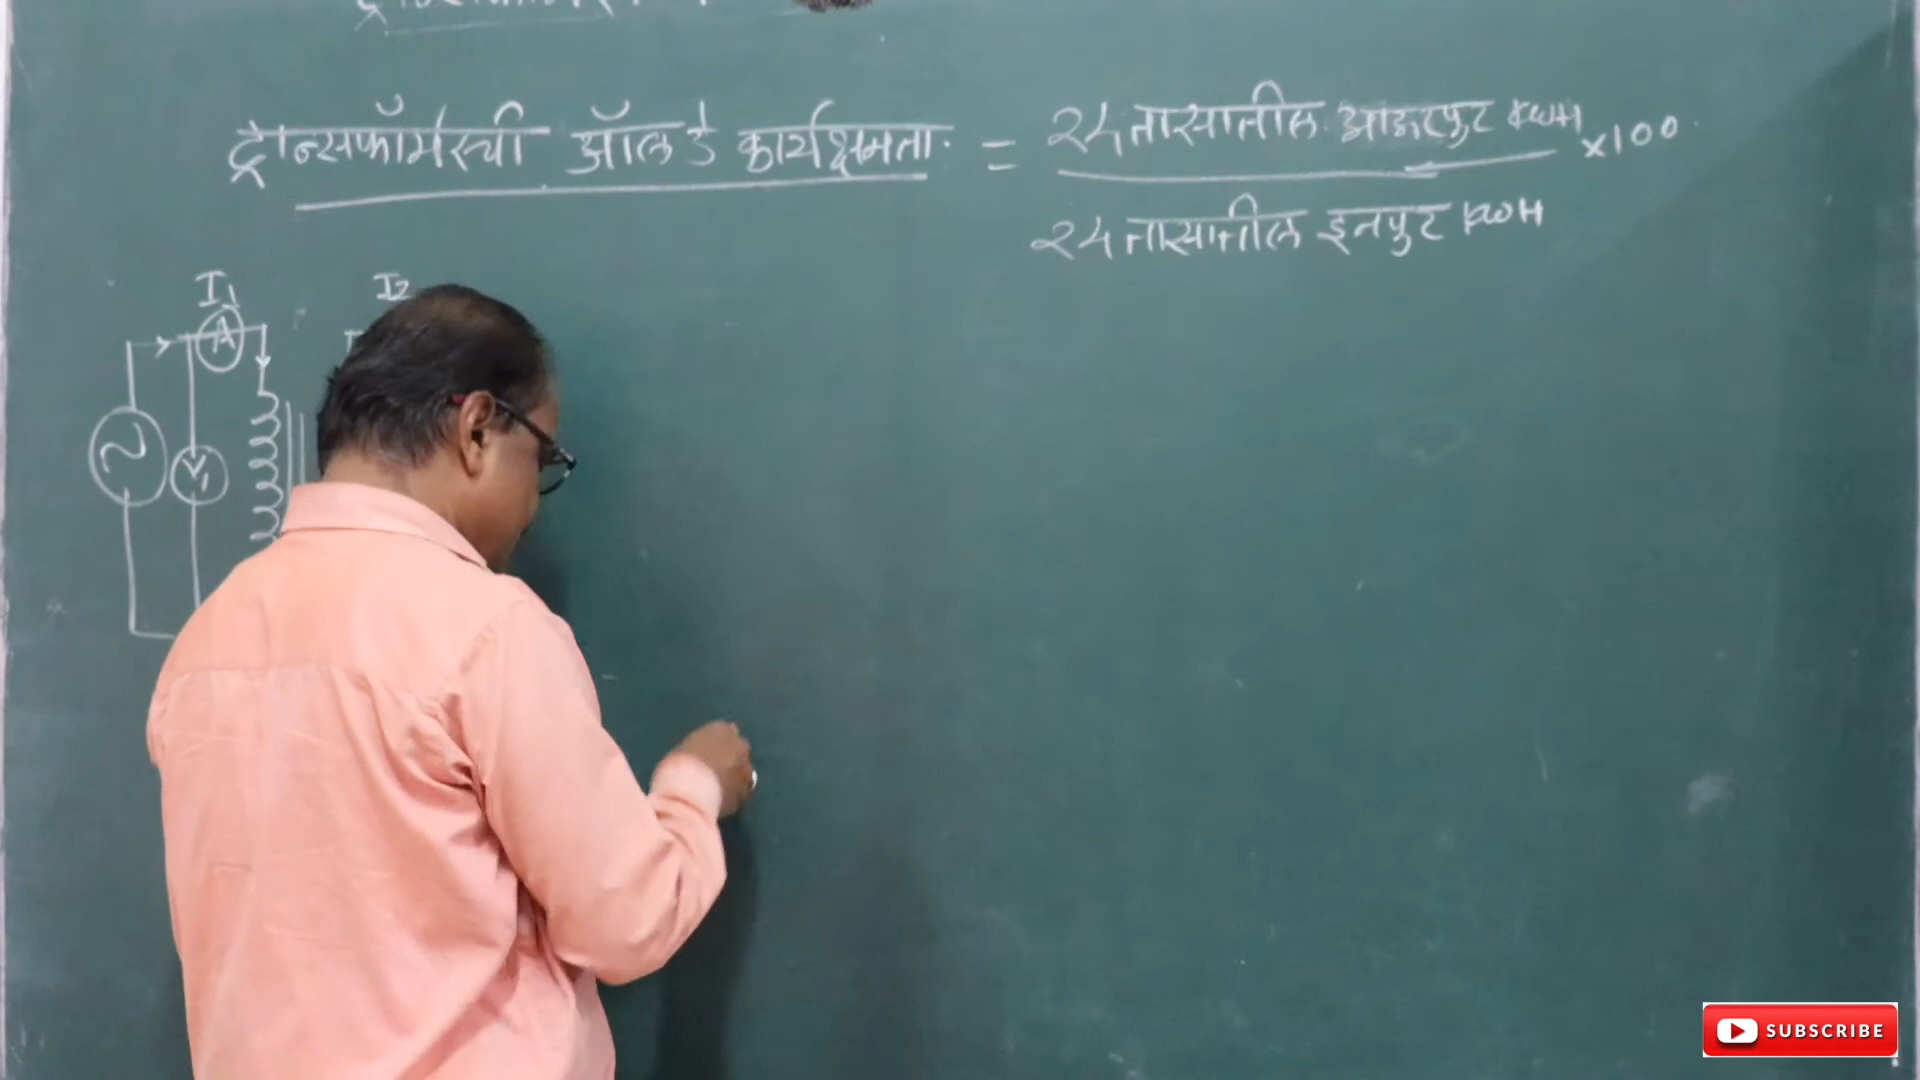 ट्रान्सफॉर्मरची ऑल डे कार्यक्षमता. = २४ तासातील आऊटपुट KWH ×100
२४ तासातील इनपुट KWH
I₁
I₂
A
V₁
SUBSCRIBE